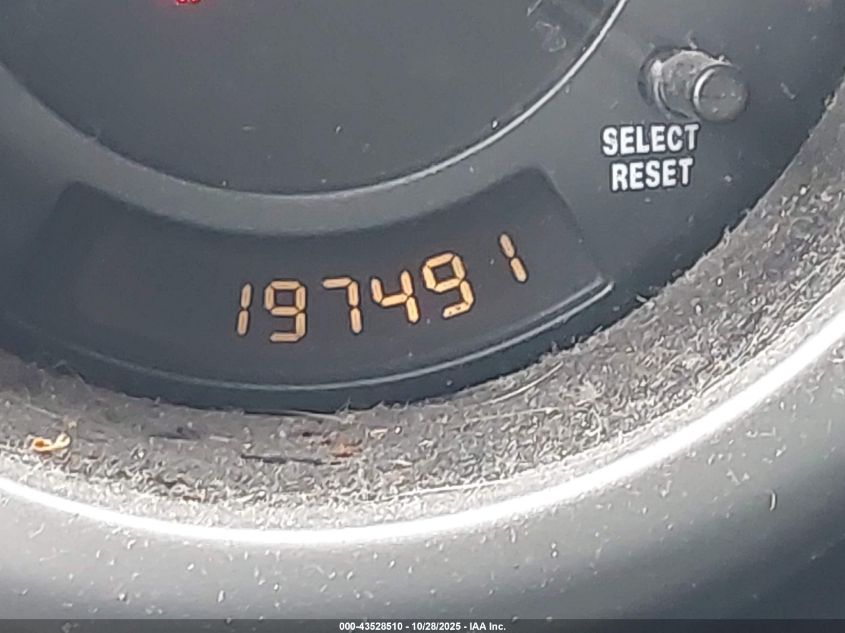 SELECT
RESET
197491
000-43528510 - 10/28/2025 - IAA Inc.